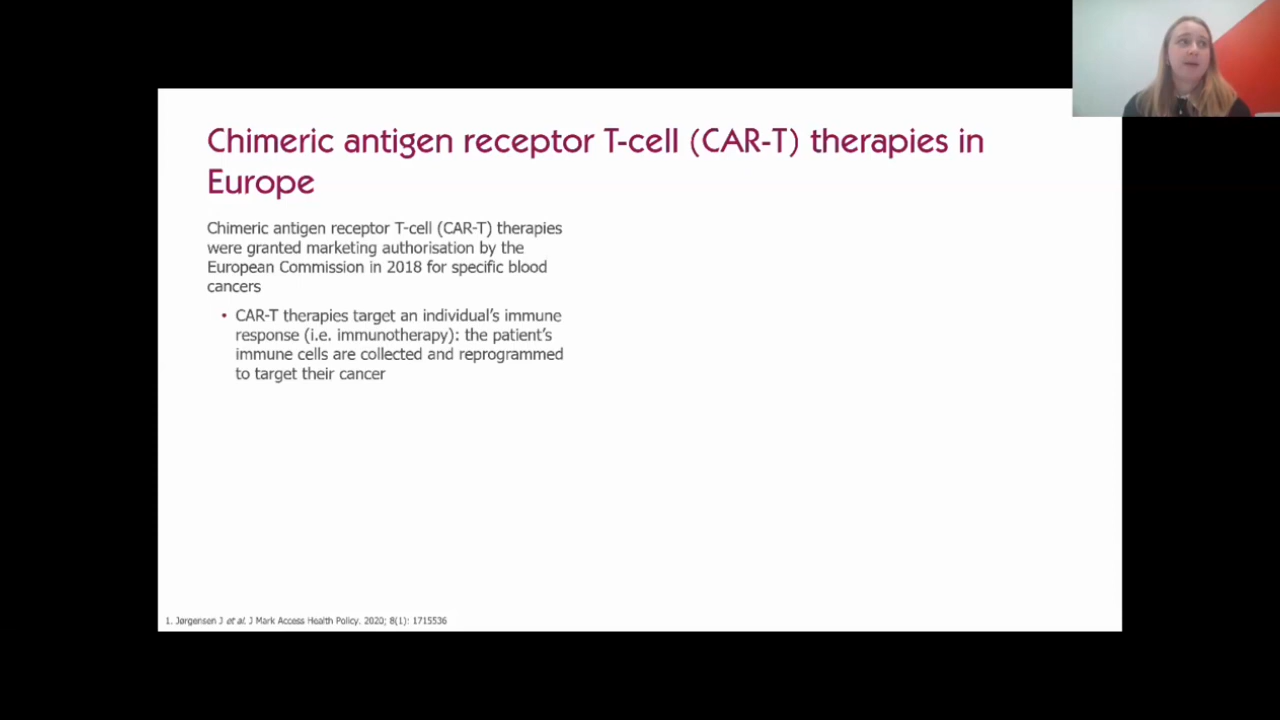 Chimeric antigen receptor T-cell (CAR-T) therapies in
Europe
Chimeric antigen receptor T-cell (CAR-T) therapies
were granted marketing authorisation by the
European Commission in 2018 for specific blood
cancers
• CAR-T therapies target an individual's immune
response (i.e. immunotherapy): the patient's
immune cells are collected and reprogrammed
to target their cancer
1. Jørgensen J et al. J Mark Access Health Policy. 2020; 8(1): 1715536